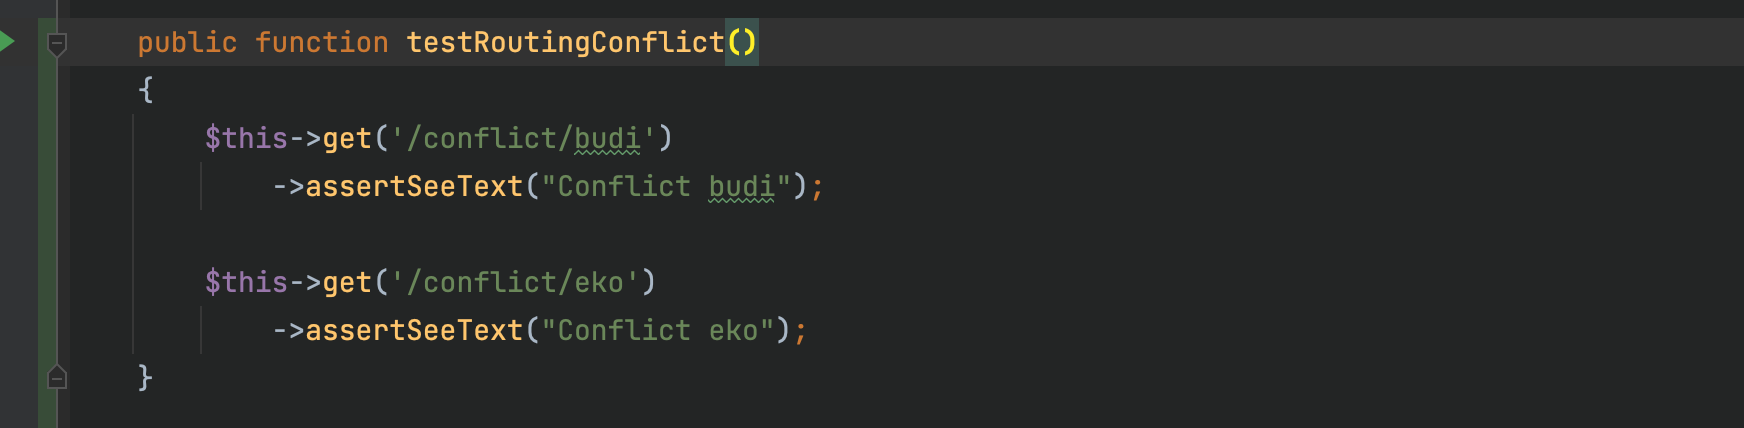 public function testRoutingConflict()
{
$this->get('/conflict/budi')
->assertSeeText("Conflict budi");
$this->get('/conflict/eko')
->assertSeeText("Conflict eko");
}